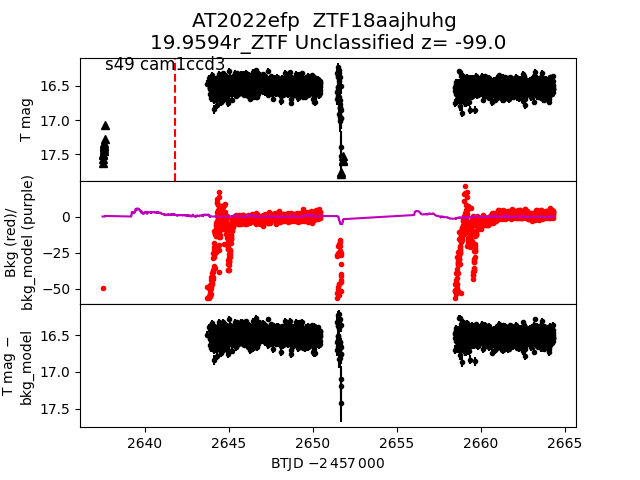 AT2022efp  ZTF18aajhuhg
19.9594r_ZTF Unclassified z= -99.0
s49 cam1ccd3
T mag
16.5
17.0
17.5
Bkg (red)/
bkg_model (purple)
0
−25
−50
T mag −
bkg_model
16.5
17.0
17.5
2640
2645
2650
2655
2660
2665
BTJD −2 457 000